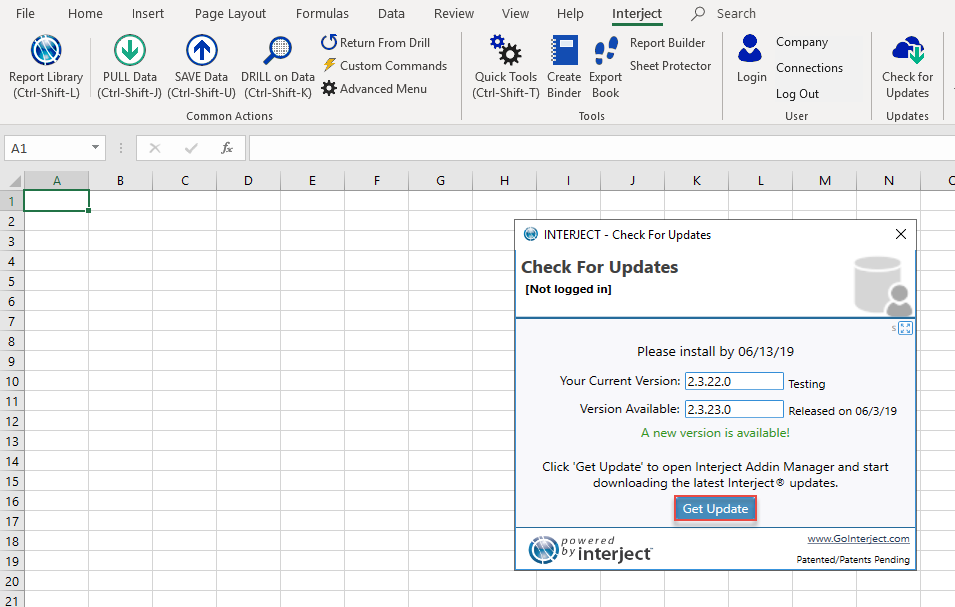 File Home Insert Page Layout Formulas Data Review View Help Interject Search
Report Library
(Ctrl-Shift-L)
PULL Data
(Ctrl-Shift-J)
SAVE Data
(Ctrl-Shift-U)
DRILL on Data
(Ctrl-Shift-K)
Return From Drill
Custom Commands
Advanced Menu
Common Actions
Quick Tools
(Ctrl-Shift-T)
Create
Binder
Export
Book
Report Builder
Sheet Protector
Tools
Login
Company
Connections
Log Out
User
Check for
Updates
Updates
A1
fx
A B C D E F G H I J K L M N
1
2
3
4
5
6
7
8
9
10
11
12
13
14
15
16
17
18
19
20
21
INTERJECT - Check For Updates
Check For Updates
[Not logged in]
s
Please install by 06/13/19
Your Current Version: 2.3.22.0 Testing
Version Available: 2.3.23.0 Released on 06/3/19
A new version is available!
Click 'Get Update' to open Interject Addin Manager and start
downloading the latest Interject® updates.
Get Update
powered
by interject™
www.GoInterject.com
Patented/Patents Pending